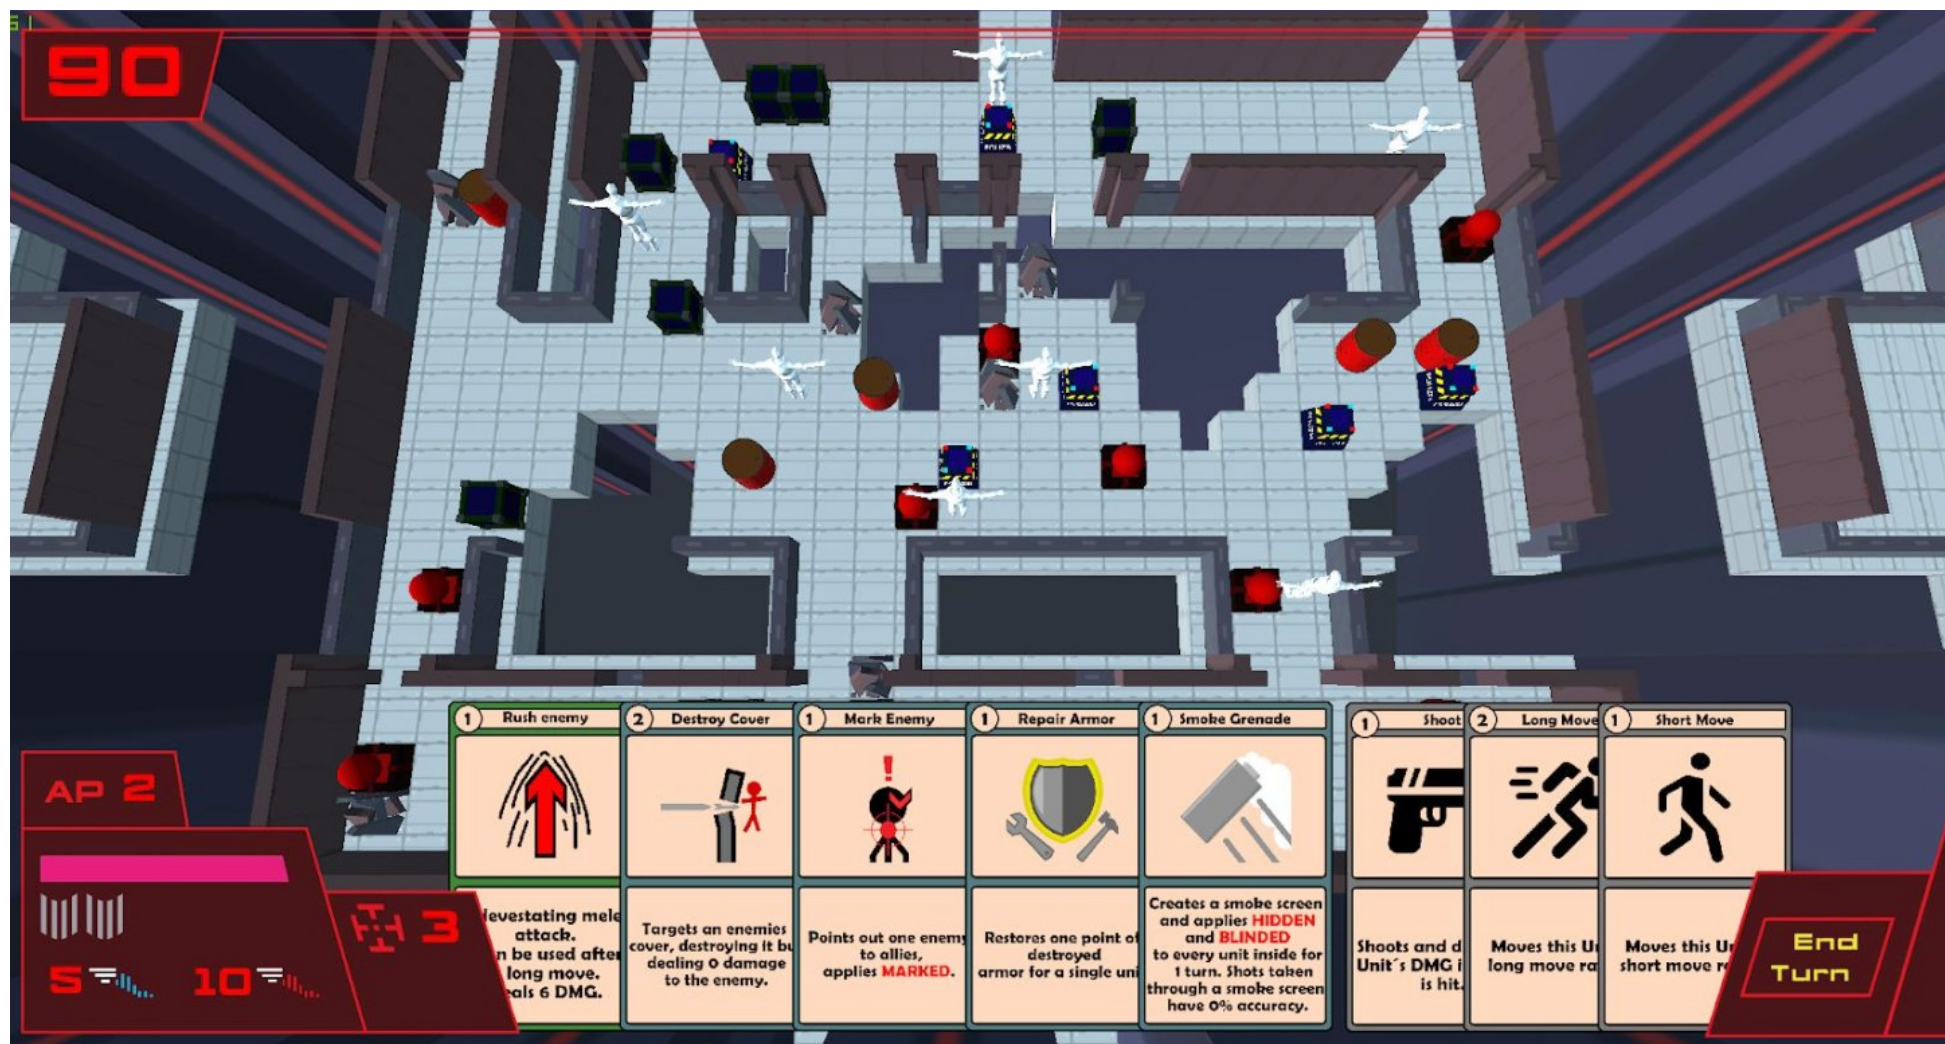 90
AP 2
3
5
10
1 Rush enemy
devestating mele
attack.
n be used after
long move.
als 6 DMG.
2 Destroy Cover
Targets an enemies
cover, destroying it bu
dealing 0 damage
to the enemy.
1 Mark Enemy
!
Points out one enemy
to allies,
applies MARKED.
1 Repair Armor
Restores one point of
destroyed
armor for a single uni
1 Smoke Grenade
Creates a smoke screen
and applies HIDDEN
and BLINDED
to every unit inside for
1 turn. Shots taken
through a smoke screen
have 0% accuracy.
1 Shoot
Shoots and d
Unit´s DMG i
is hit.
2 Long Move
Moves this Un
long move ra
1 Short Move
Moves this Un
short move r
End
Turn